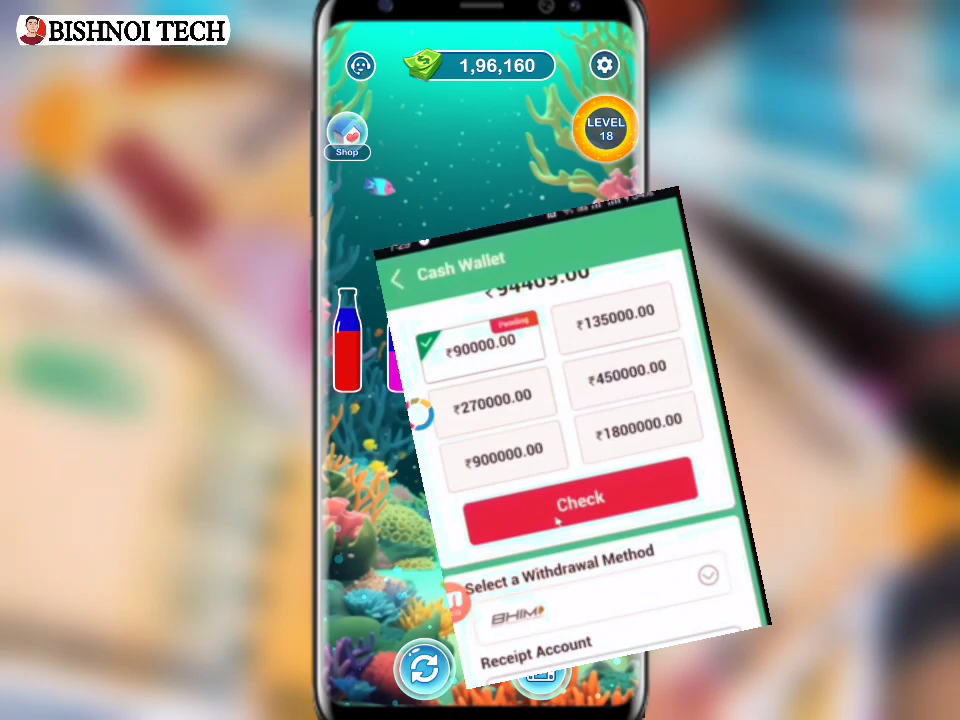 BISHNOI TECH
1,96,160
LEVEL
18
Shop
Cash Wallet
₹94409.00
Pending
₹90000.00
₹135000.00
₹270000.00
₹450000.00
₹900000.00
₹1800000.00
Check
Select a Withdrawal Method
BHIM
Receipt Account